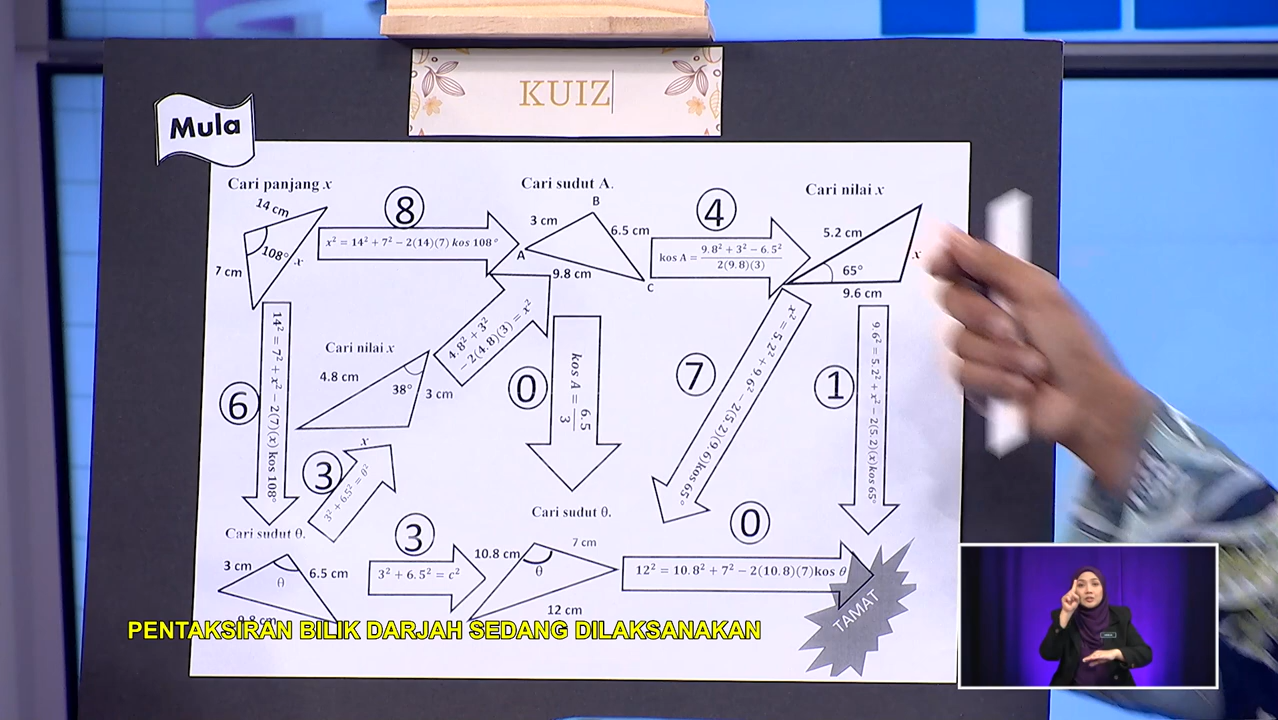 KUIZ
Mula
Cari panjang x
14 cm
108°
x
7 cm
8
x² = 14² + 7² − 2(14)(7) kos 108°
Cari sudut A.
B
3 cm
6.5 cm
A
9.8 cm
C
4
kos A = (9.8² + 3² − 6.5²) / 2(9.8)(3)
Cari nilai x
5.2 cm
x
65°
9.6 cm
6
14² = 7² + x² − 2(7)(x) kos 108°
Cari nilai x
4.8 cm
38°
3 cm
x
4.8² + 3²
− 2(4.8)(3) = x²
0
kos A = 6.5 / 3
7
x² = 5.2² + 9.6² − 2(5.2)(9.6)kos 65°
1
9.6² = 5.2² + x² − 2(5.2)(x)kos 65°
3
3² + 6.5² = θ²
Cari sudut θ.
3 cm
θ
6.5 cm
3
3² + 6.5² = c²
Cari sudut θ.
10.8 cm
7 cm
θ
12 cm
0
12² = 10.8² + 7² − 2(10.8)(7)kos θ
TAMAT
PENTAKSIRAN BILIK DARJAH SEDANG DILAKSANAKAN